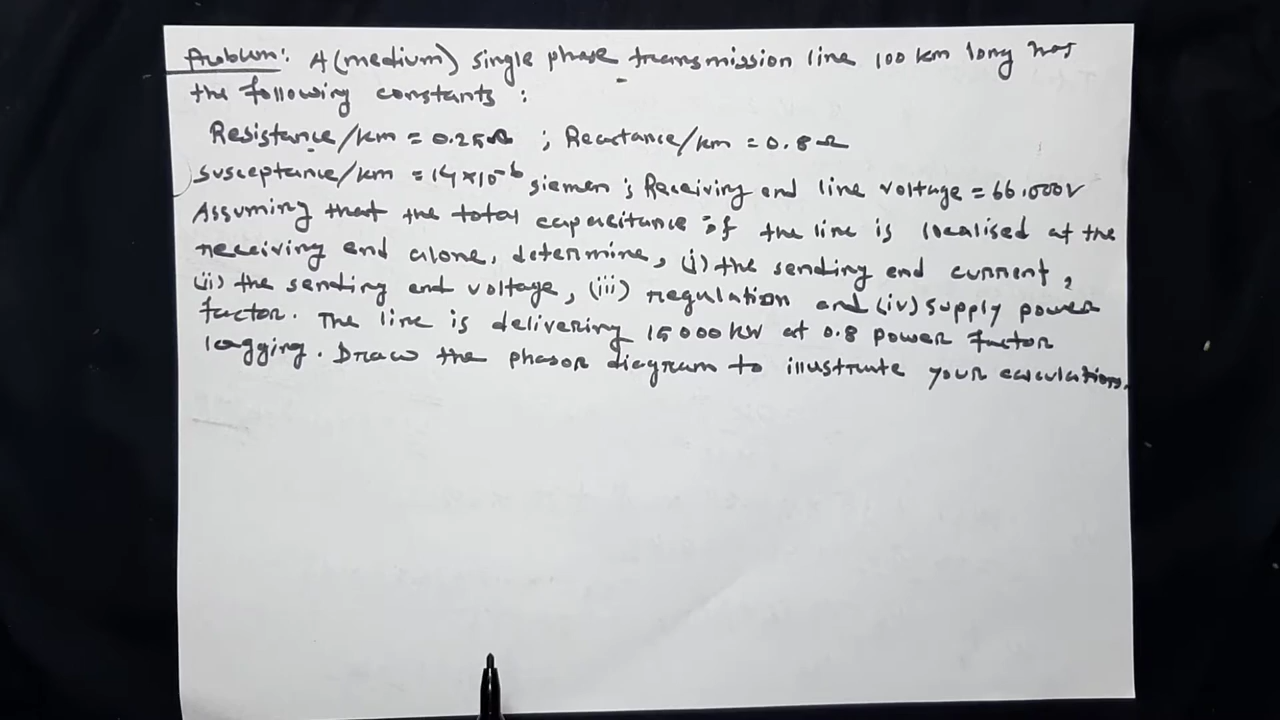 Problem: A (medium) single phase transmission line 100 km long has
the following constants :
Resistance/km = 0.25Ω ; Reactance/km = 0.8Ω
Susceptance/km = 14×10⁻⁶ siemen ; Receiving end line voltage = 66,000V
Assuming that the total capacitance of the line is localised at the
receiving end alone, determine, (i) the sending end current,
(ii) the sending end voltage, (iii) regulation and (iv) supply power
factor. The line is delivering 15000 kW at 0.8 power factor
lagging. Draw the phasor diagram to illustrate your calculations.